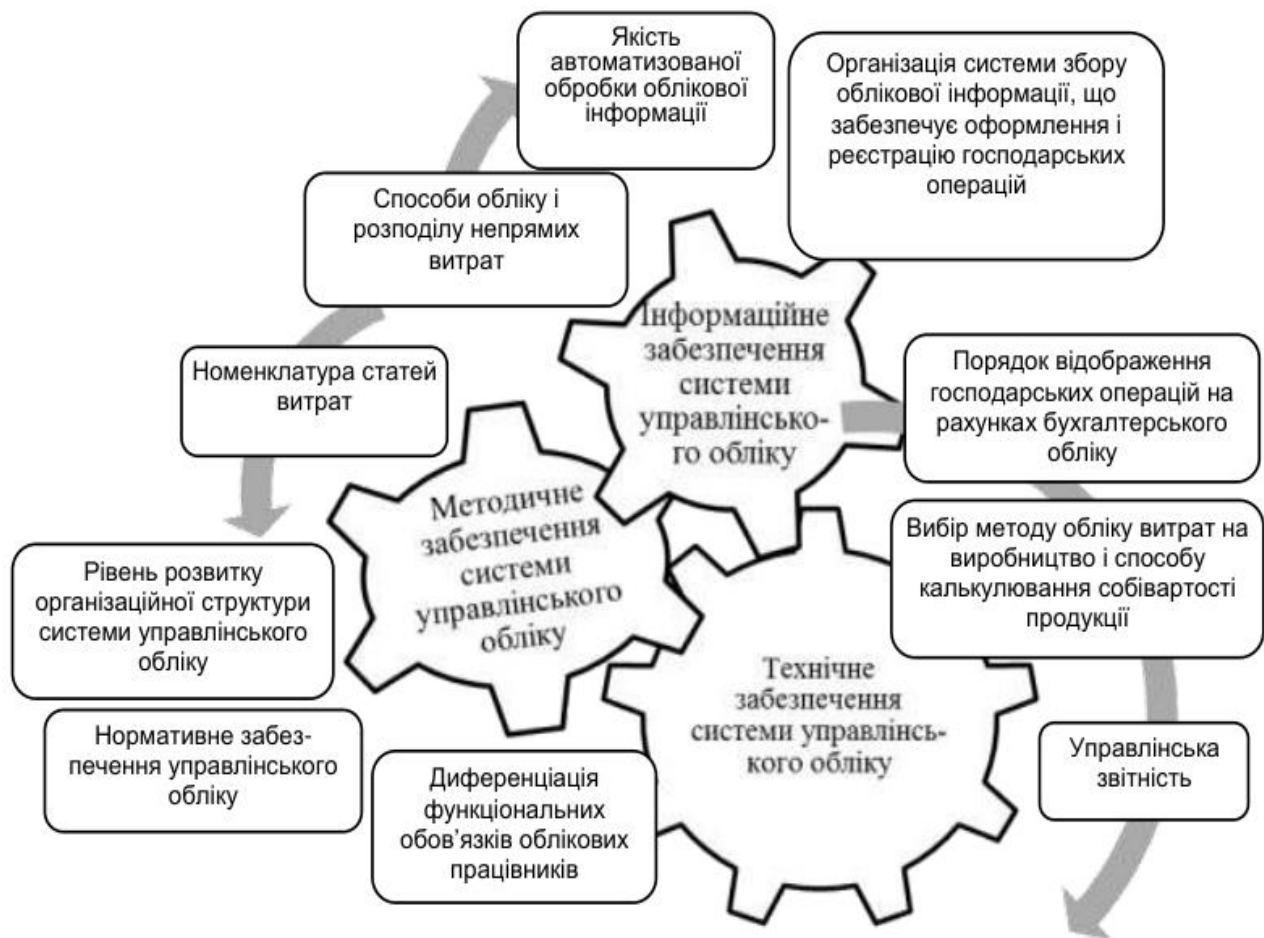 Якість
автоматизованої
обробки облікової
інформації
Організація системи збору
облікової інформації, що
забезпечує оформлення і
реєстрацію господарських
операцій
Способи обліку і
розподілу непрямих
витрат
Інформаційне
забезпечення
системи
управлінсько-
го обліку
Номенклатура статей
витрат
Порядок відображення
господарських операцій на
рахунках бухгалтерського
обліку
Методичне
забезпечення
системи
управлінського
обліку
Вибір методу обліку витрат на
виробництво і способу
калькулювання собівартості
продукції
Рівень розвитку
організаційної структури
системи управлінського
обліку
Технічне
забезпечення
системи управлінсь-
кого обліку
Нормативне забез-
печення управлінського
обліку
Управлінська
звітність
Диференціація
функціональних
обов’язків облікових
працівників